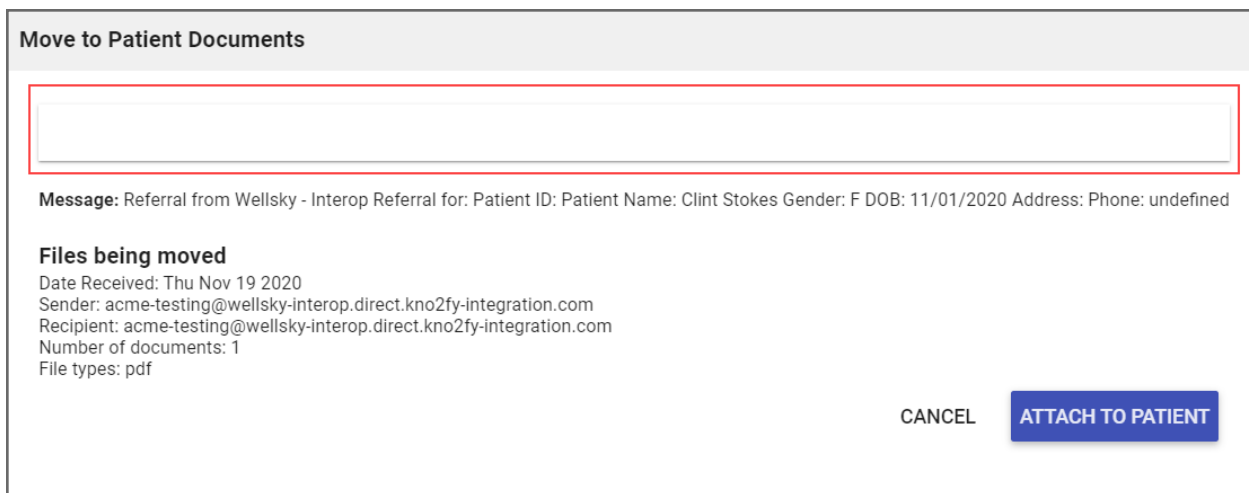 Move to Patient Documents
Message: Referral from Wellsky - Interop Referral for: Patient ID: Patient Name: Clint Stokes Gender: F DOB: 11/01/2020 Address: Phone: undefined
Files being moved
Date Received: Thu Nov 19 2020
Sender: acme-testing@wellsky-interop.direct.kno2fy-integration.com
Recipient: acme-testing@wellsky-interop.direct.kno2fy-integration.com
Number of documents: 1
File types: pdf
CANCEL ATTACH TO PATIENT